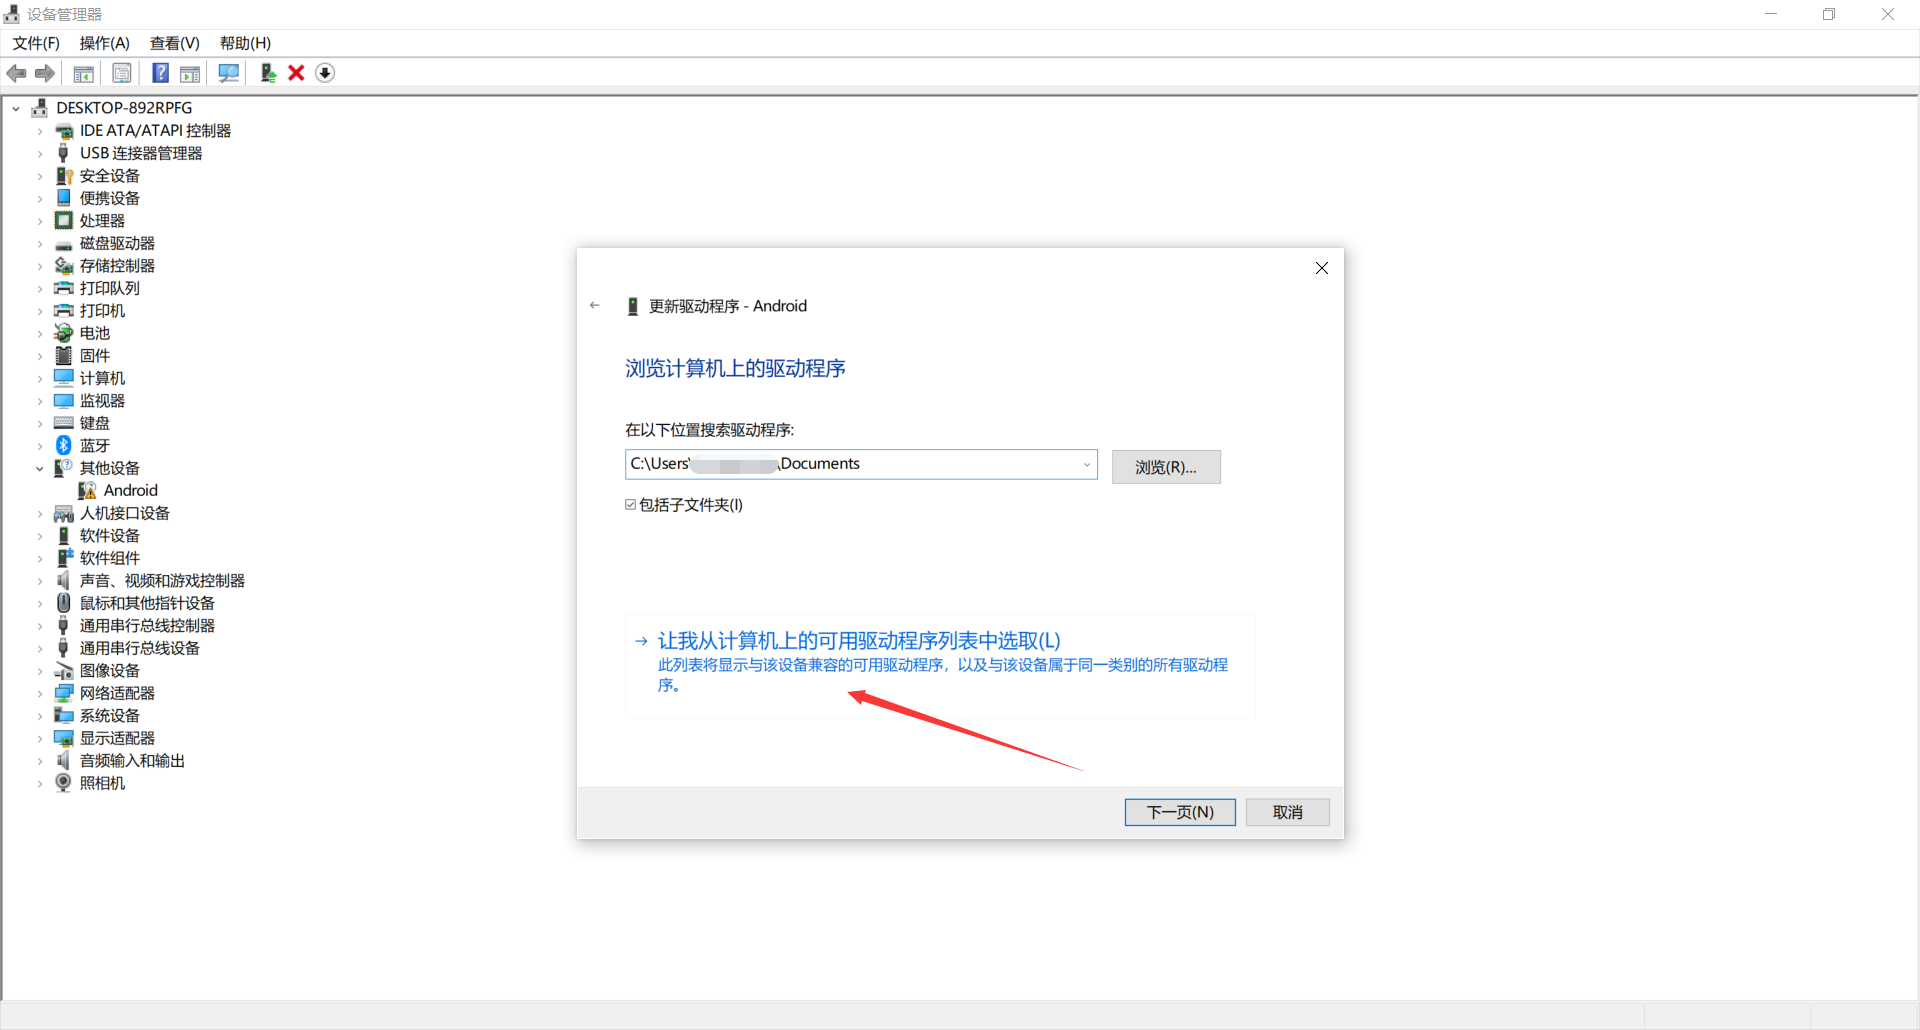 设备管理器
文件(F) 操作(A) 查看(V) 帮助(H)
DESKTOP-892RPFG
IDE ATA/ATAPI 控制器
USB 连接器管理器
安全设备
便携设备
处理器
磁盘驱动器
存储控制器
打印队列
打印机
电池
固件
计算机
监视器
键盘
蓝牙
其他设备
Android
人机接口设备
软件设备
软件组件
声音、视频和游戏控制器
鼠标和其他指针设备
通用串行总线控制器
通用串行总线设备
图像设备
网络适配器
系统设备
显示适配器
音频输入和输出
照相机
更新驱动程序 - Android
浏览计算机上的驱动程序
在以下位置搜索驱动程序:
C:\Users\ \Documents
浏览(R)...
包括子文件夹(I)
让我从计算机上的可用驱动程序列表中选取(L)
此列表将显示与该设备兼容的可用驱动程序，以及与该设备属于同一类别的所有驱动程
序。
下一页(N) 取消